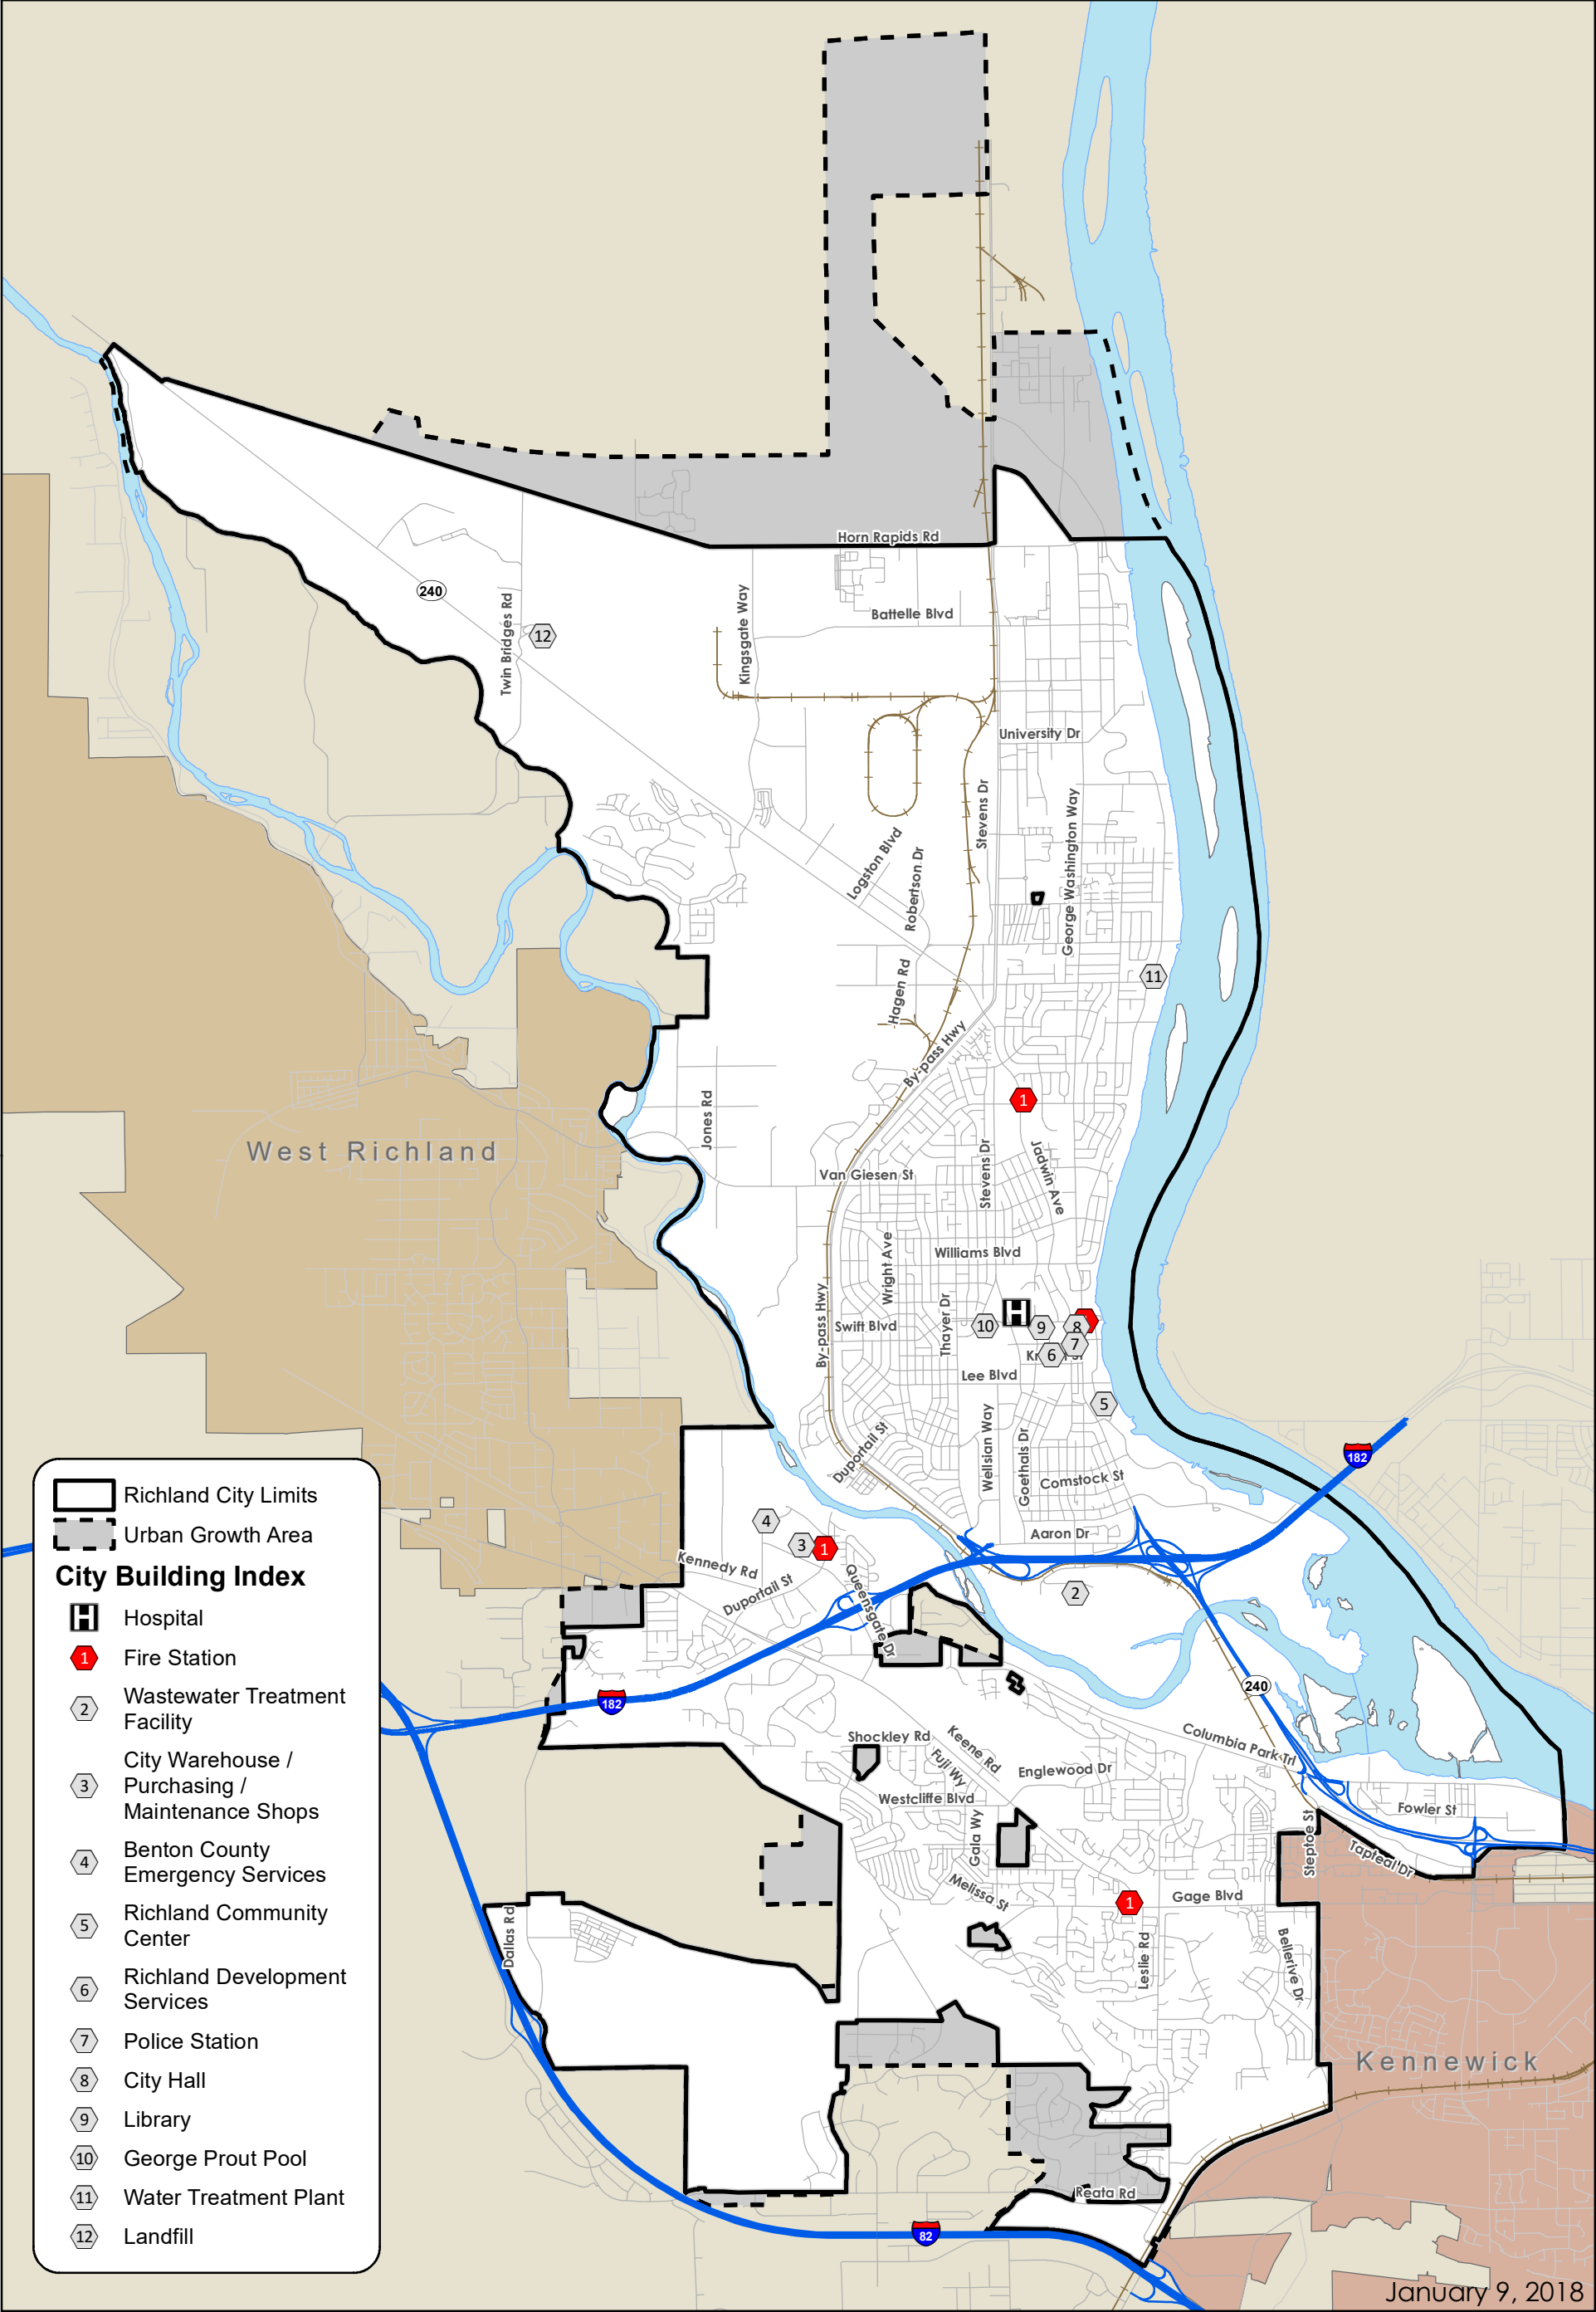 Horn Rapids Rd
240
Twin Bridges Rd
12
Kingsgate Way
Battelle Blvd
University Dr
Stevens Dr
George Washington Way
Logston Blvd
Robertson Dr
Hagen Rd
11
By-pass Hwy
1
Jones Rd
West Richland
Van Giesen St
Stevens Dr
Jadwin Ave
Wright Ave
Williams Blvd
By-pass Hwy
Swift Blvd
Thayer Dr
10
H
9
8
7
6
Lee Blvd
5
Duportail St
Wellsian Way
Goethals Dr
Comstock St
182
Aaron Dr
4
3
1
Kennedy Rd
Duportail St
Queensgate Dr
2
182
240
Shockley Rd
Keene Rd
Fuji Wy
Columbia Park Trl
Englewood Dr
Westcliffe Blvd
Gala Wy
Fowler St
Steptoe St
Tapteal Dr
Melissa St
1
Gage Blvd
Dallas Rd
Leslie Rd
Bellerive Dr
Kennewick
Reata Rd
82
Richland City Limits
Urban Growth Area
City Building Index
H Hospital
1 Fire Station
2 Wastewater Treatment
Facility
City Warehouse /
3 Purchasing /
Maintenance Shops
4 Benton County
Emergency Services
5 Richland Community
Center
6 Richland Development
Services
7 Police Station
8 City Hall
9 Library
10 George Prout Pool
11 Water Treatment Plant
12 Landfill
January 9, 2018